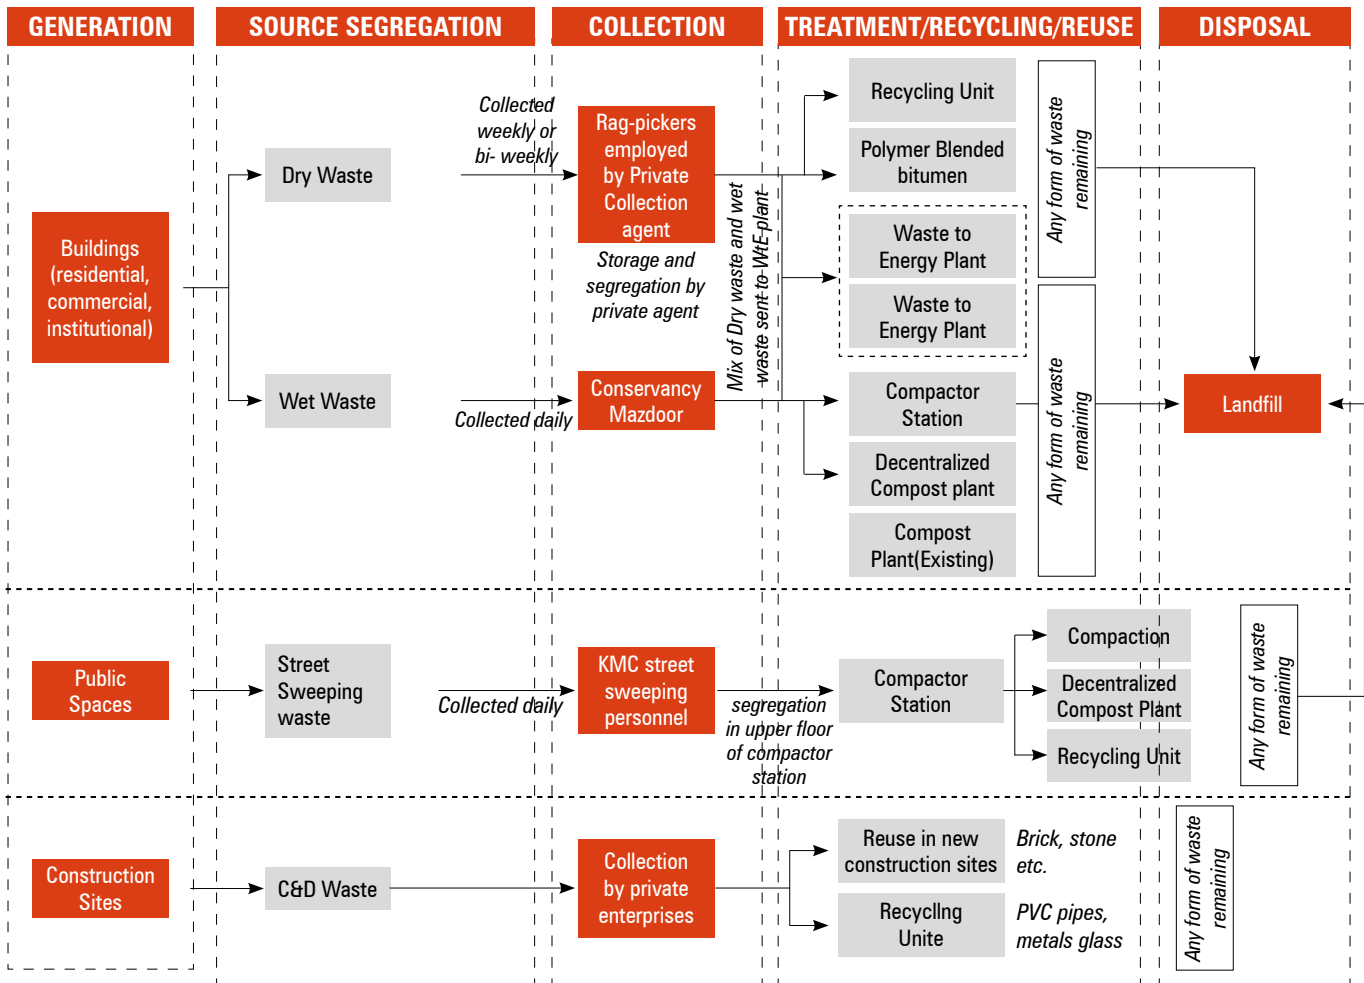 GENERATION
SOURCE SEGREGATION
COLLECTION
TREATMENT/RECYCLING/REUSE
DISPOSAL
Buildings
(residential,
commercial,
institutional)
Dry Waste
Wet Waste
Collected
weekly or
bi- weekly
Collected daily
Rag-pickers
employed
by Private
Collection
agent
Storage and
segregation by
private agent
Conservancy
Mazdoor
Mix of Dry waste and wet
waste sent to WtE plant
Recycling Unit
Polymer Blended
bitumen
Waste to
Energy Plant
Waste to
Energy Plant
Compactor
Station
Decentralized
Compost plant
Compost
Plant(Existing)
Any form of waste
remaining
Any form of waste
remaining
Landfill
Public
Spaces
Street
Sweeping
waste
Collected daily
KMC street
sweeping
personnel
segregation
in upper floor
of compactor
station
Compactor
Station
Compaction
Decentralized
Compost Plant
Recycling Unit
Any form of waste
remaining
Construction
Sites
C&D Waste
Collection
by private
enterprises
Reuse in new
construction sites
Brick, stone
etc.
Recycllng
Unite
PVC pipes,
metals glass
Any form of waste
remaining